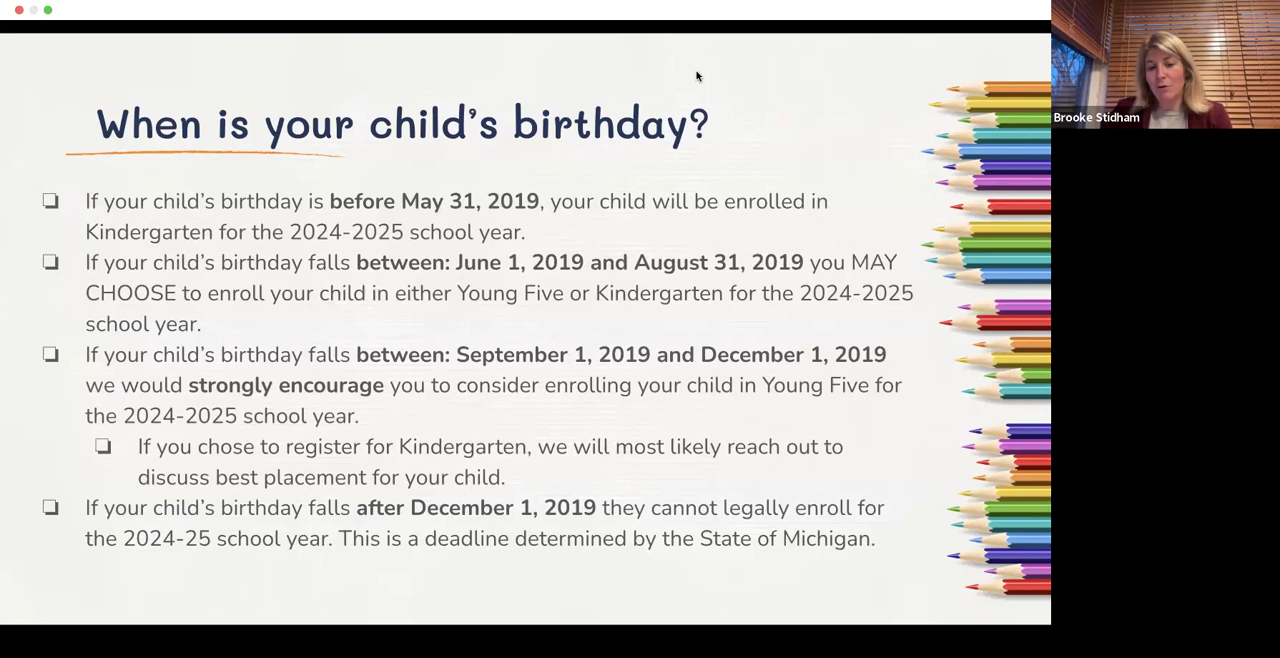 When is your child's birthday?
❏ If your child's birthday is before May 31, 2019, your child will be enrolled in
Kindergarten for the 2024-2025 school year.
❏ If your child's birthday falls between: June 1, 2019 and August 31, 2019 you MAY
CHOOSE to enroll your child in either Young Five or Kindergarten for the 2024-2025
school year.
❏ If your child's birthday falls between: September 1, 2019 and December 1, 2019
we would strongly encourage you to consider enrolling your child in Young Five for
the 2024-2025 school year.
❏ If you chose to register for Kindergarten, we will most likely reach out to
discuss best placement for your child.
❏ If your child's birthday falls after December 1, 2019 they cannot legally enroll for
the 2024-25 school year. This is a deadline determined by the State of Michigan.
Brooke Stidham